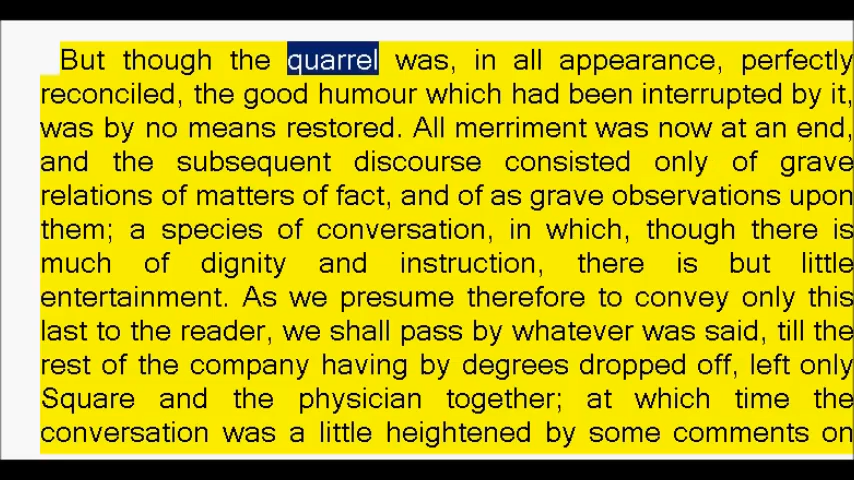 But though the quarrel was, in all appearance, perfectly
reconciled, the good humour which had been interrupted by it,
was by no means restored. All merriment was now at an end,
and the subsequent discourse consisted only of grave
relations of matters of fact, and of as grave observations upon
them; a species of conversation, in which, though there is
much of dignity and instruction, there is but little
entertainment. As we presume therefore to convey only this
last to the reader, we shall pass by whatever was said, till the
rest of the company having by degrees dropped off, left only
Square and the physician together; at which time the
conversation was a little heightened by some comments on